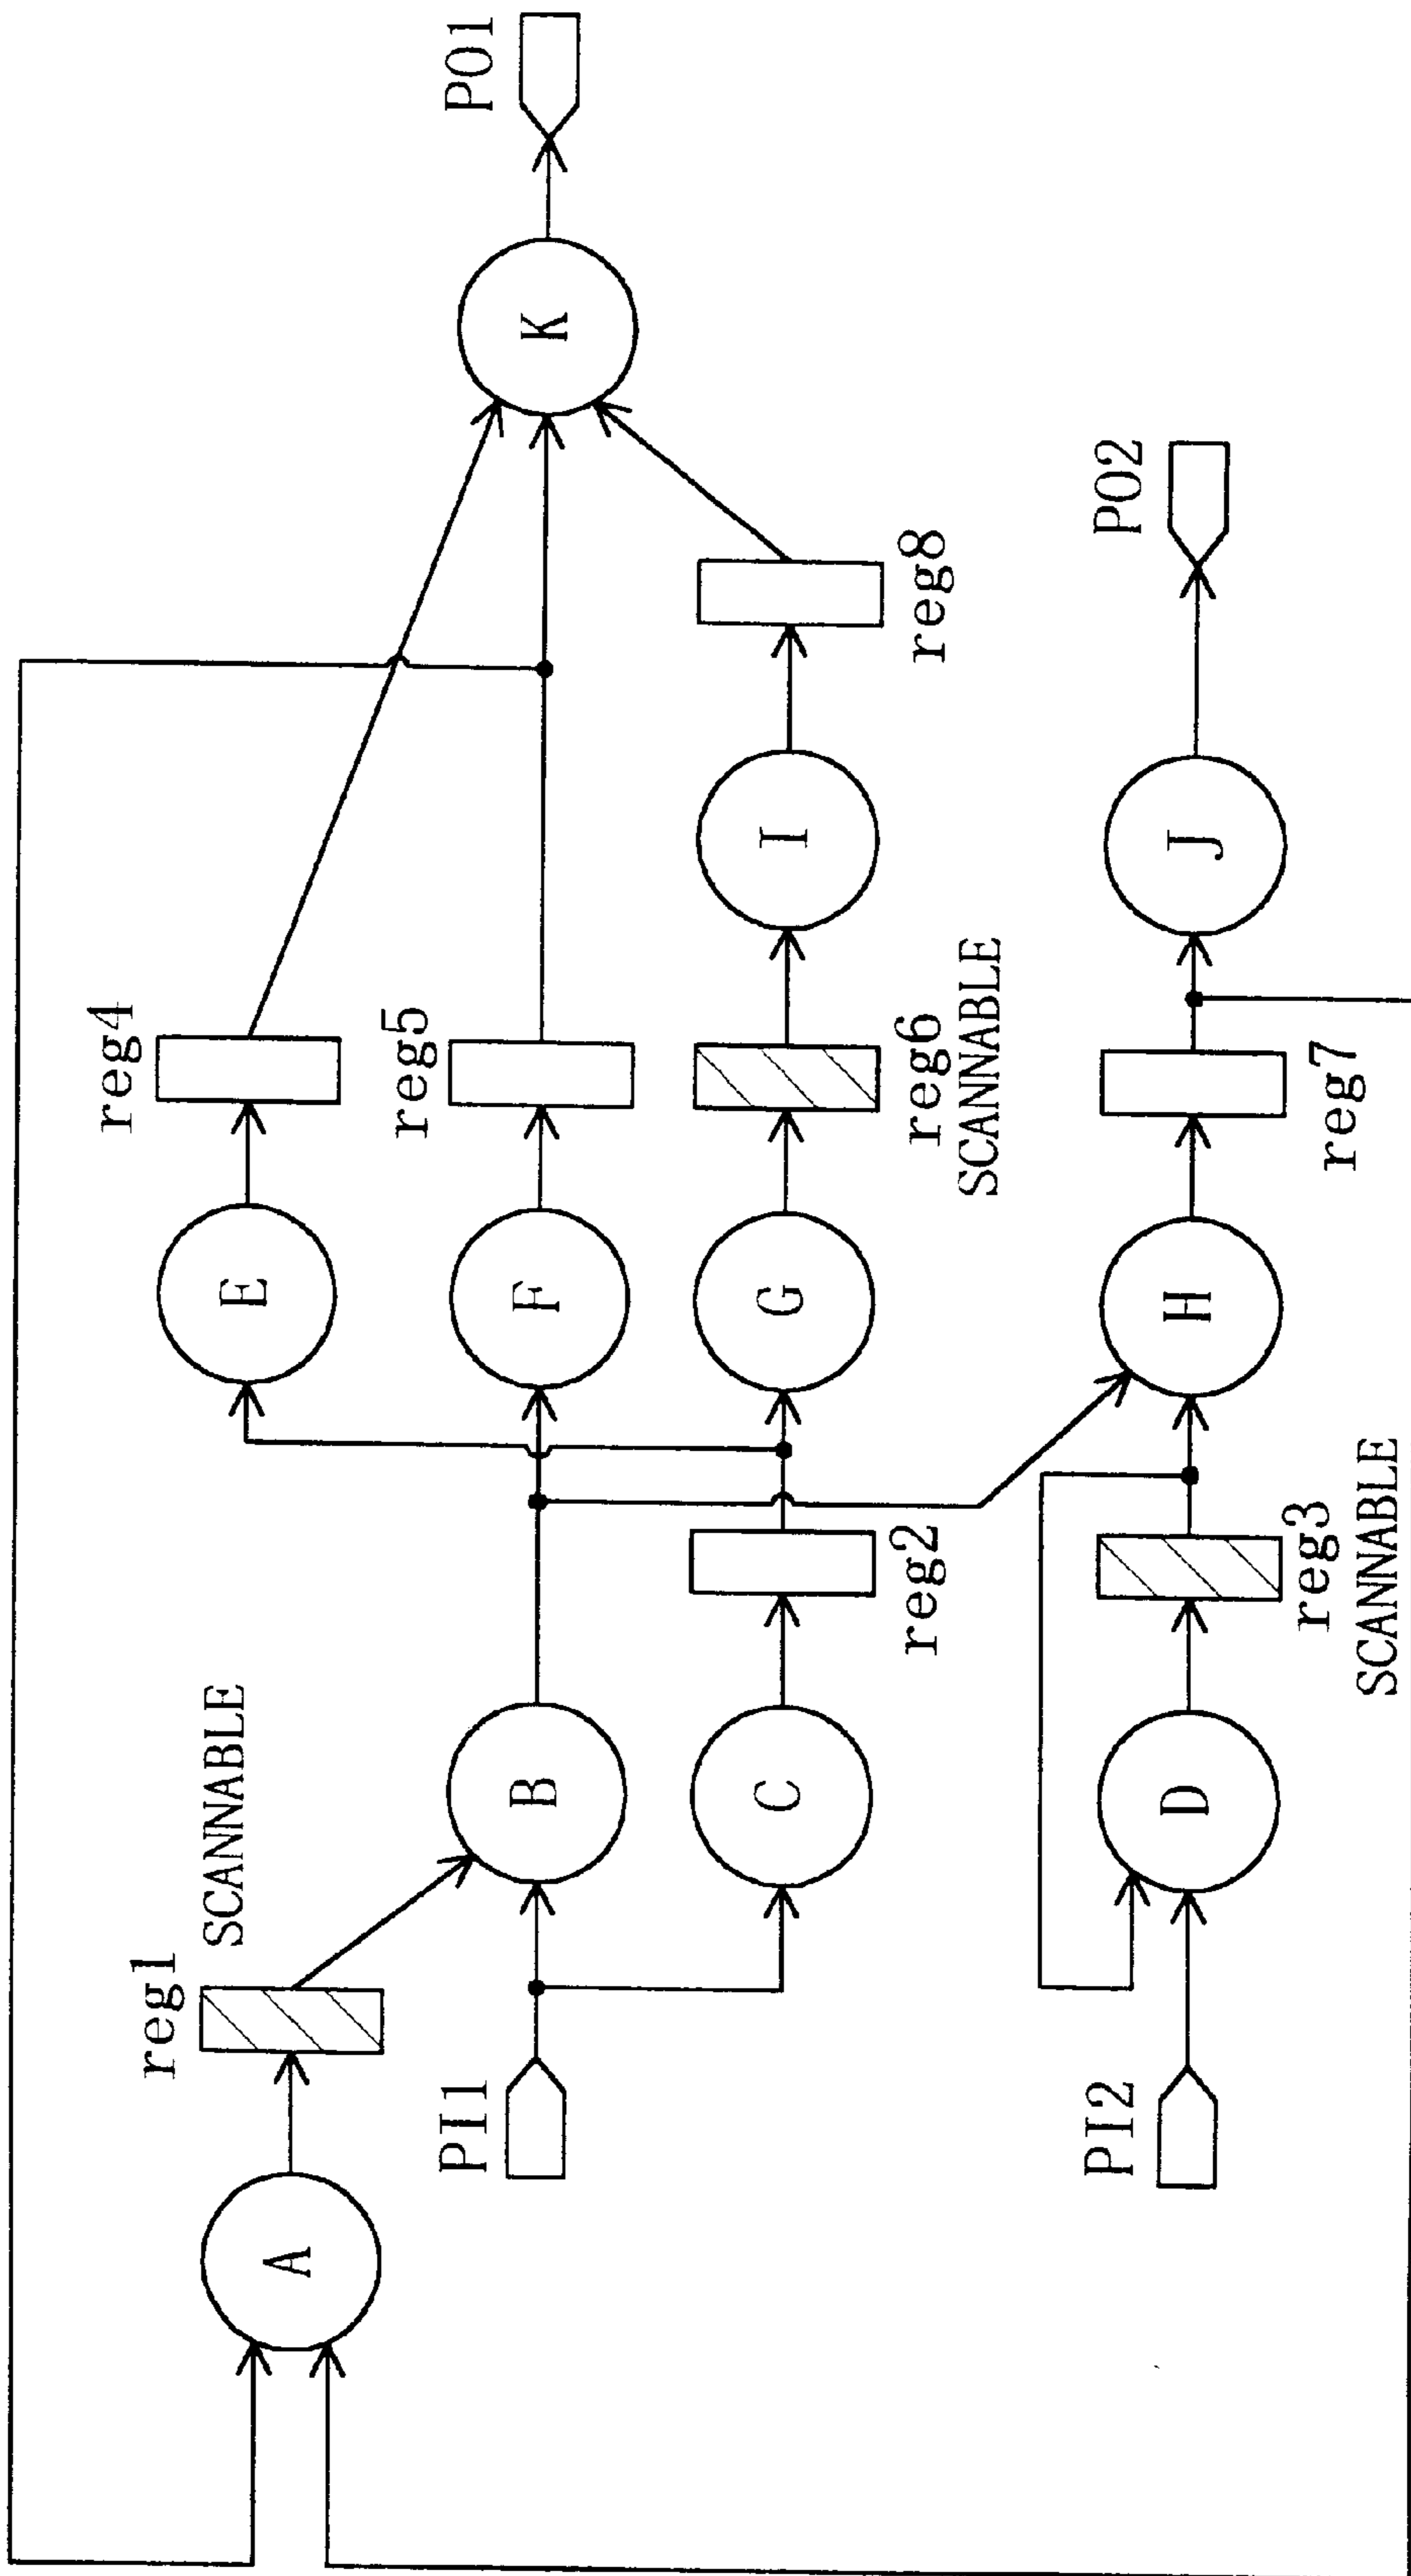 A
reg1
SCANNABLE
PI1
B
C
reg2
PI2
D
reg3
SCANNABLE
E
reg4
F
reg5
G
reg6
SCANNABLE
H
reg7
I
reg8
J
PO2
K
PO1